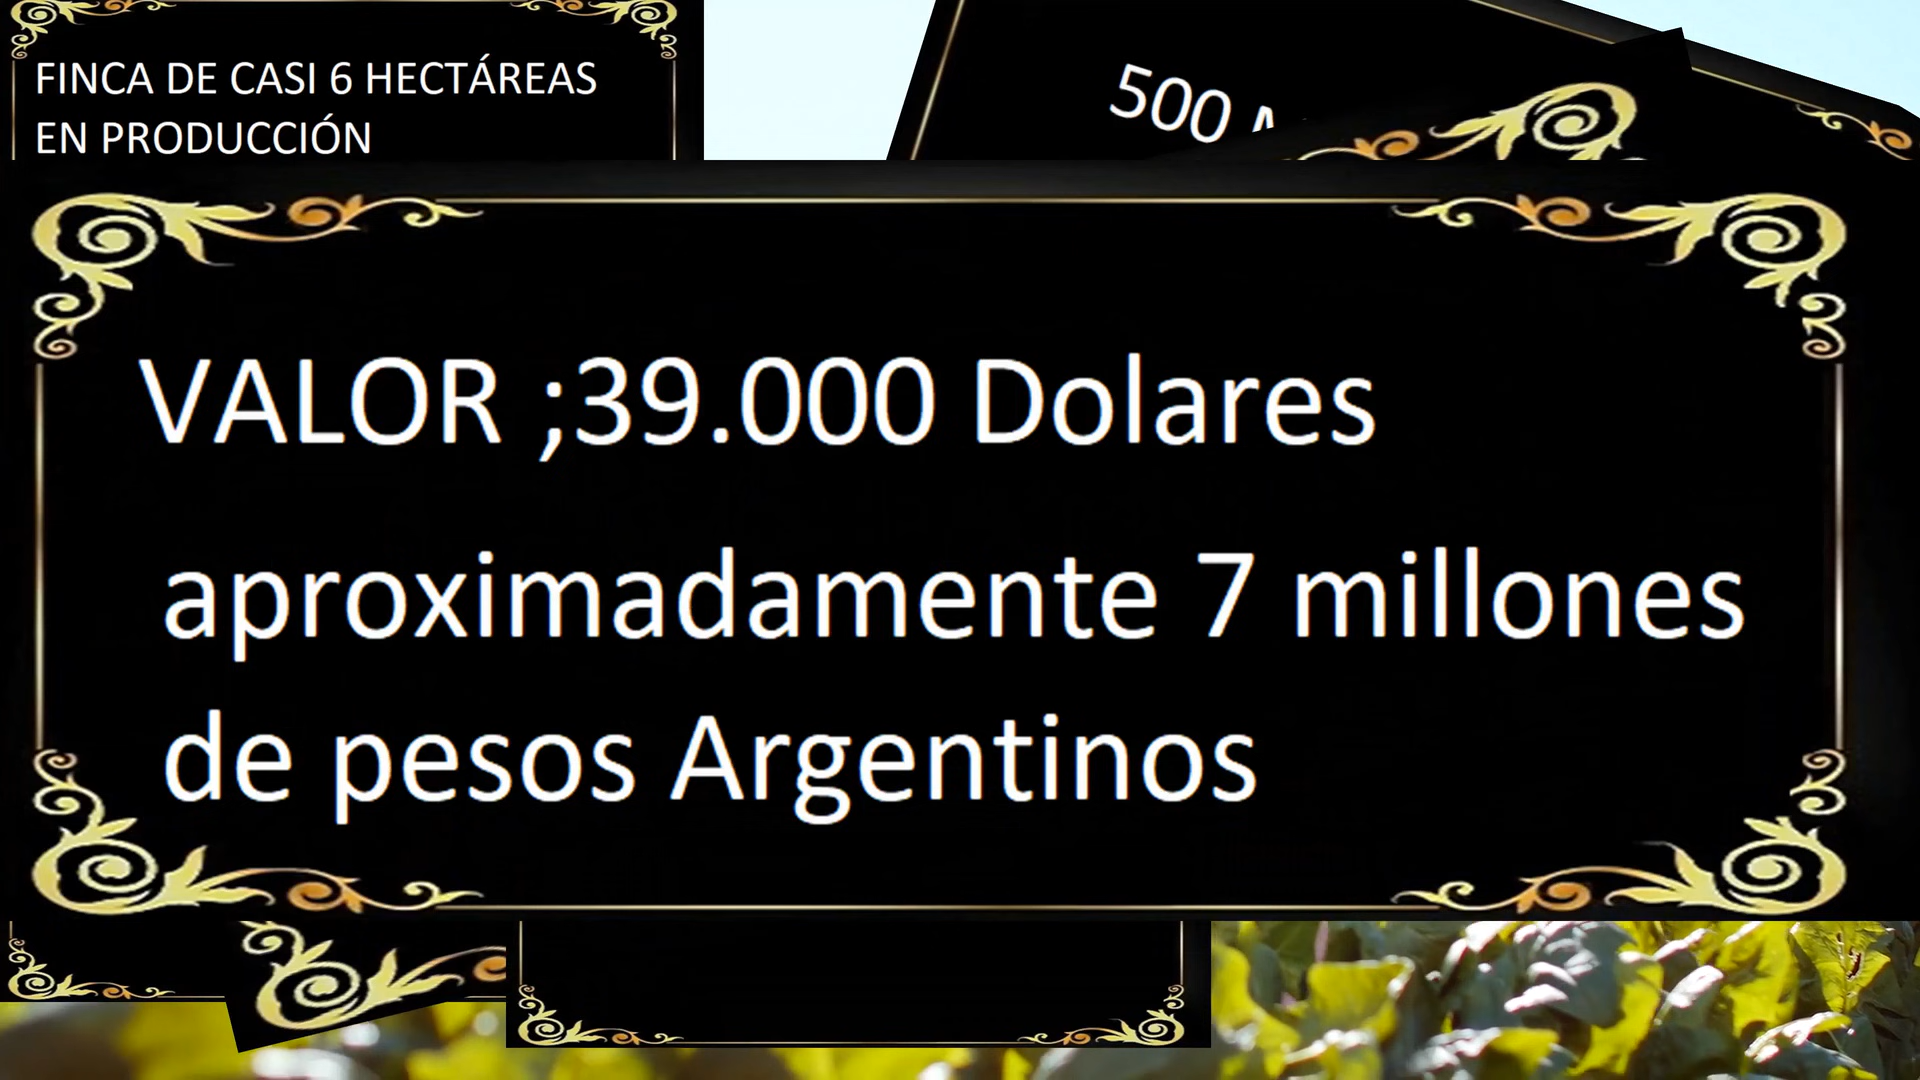 FINCA DE CASI 6 HECTÁREAS
EN PRODUCCIÓN
500
VALOR ;39.000 Dolares
aproximadamente 7 millones
de pesos Argentinos